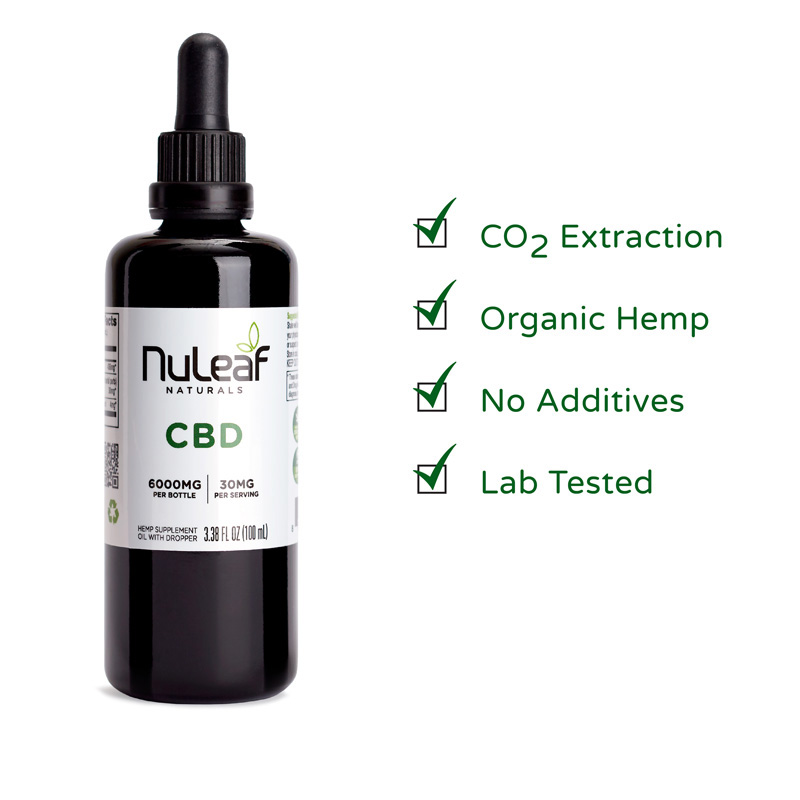 NuLeaf
NATURALS
CBD
6000MG
PER BOTTLE
30MG
PER SERVING
HEMP SUPPLEMENT
OIL WITH DROPPER
3.38 FL OZ (100 mL)
CO2 Extraction
Organic Hemp
No Additives
Lab Tested